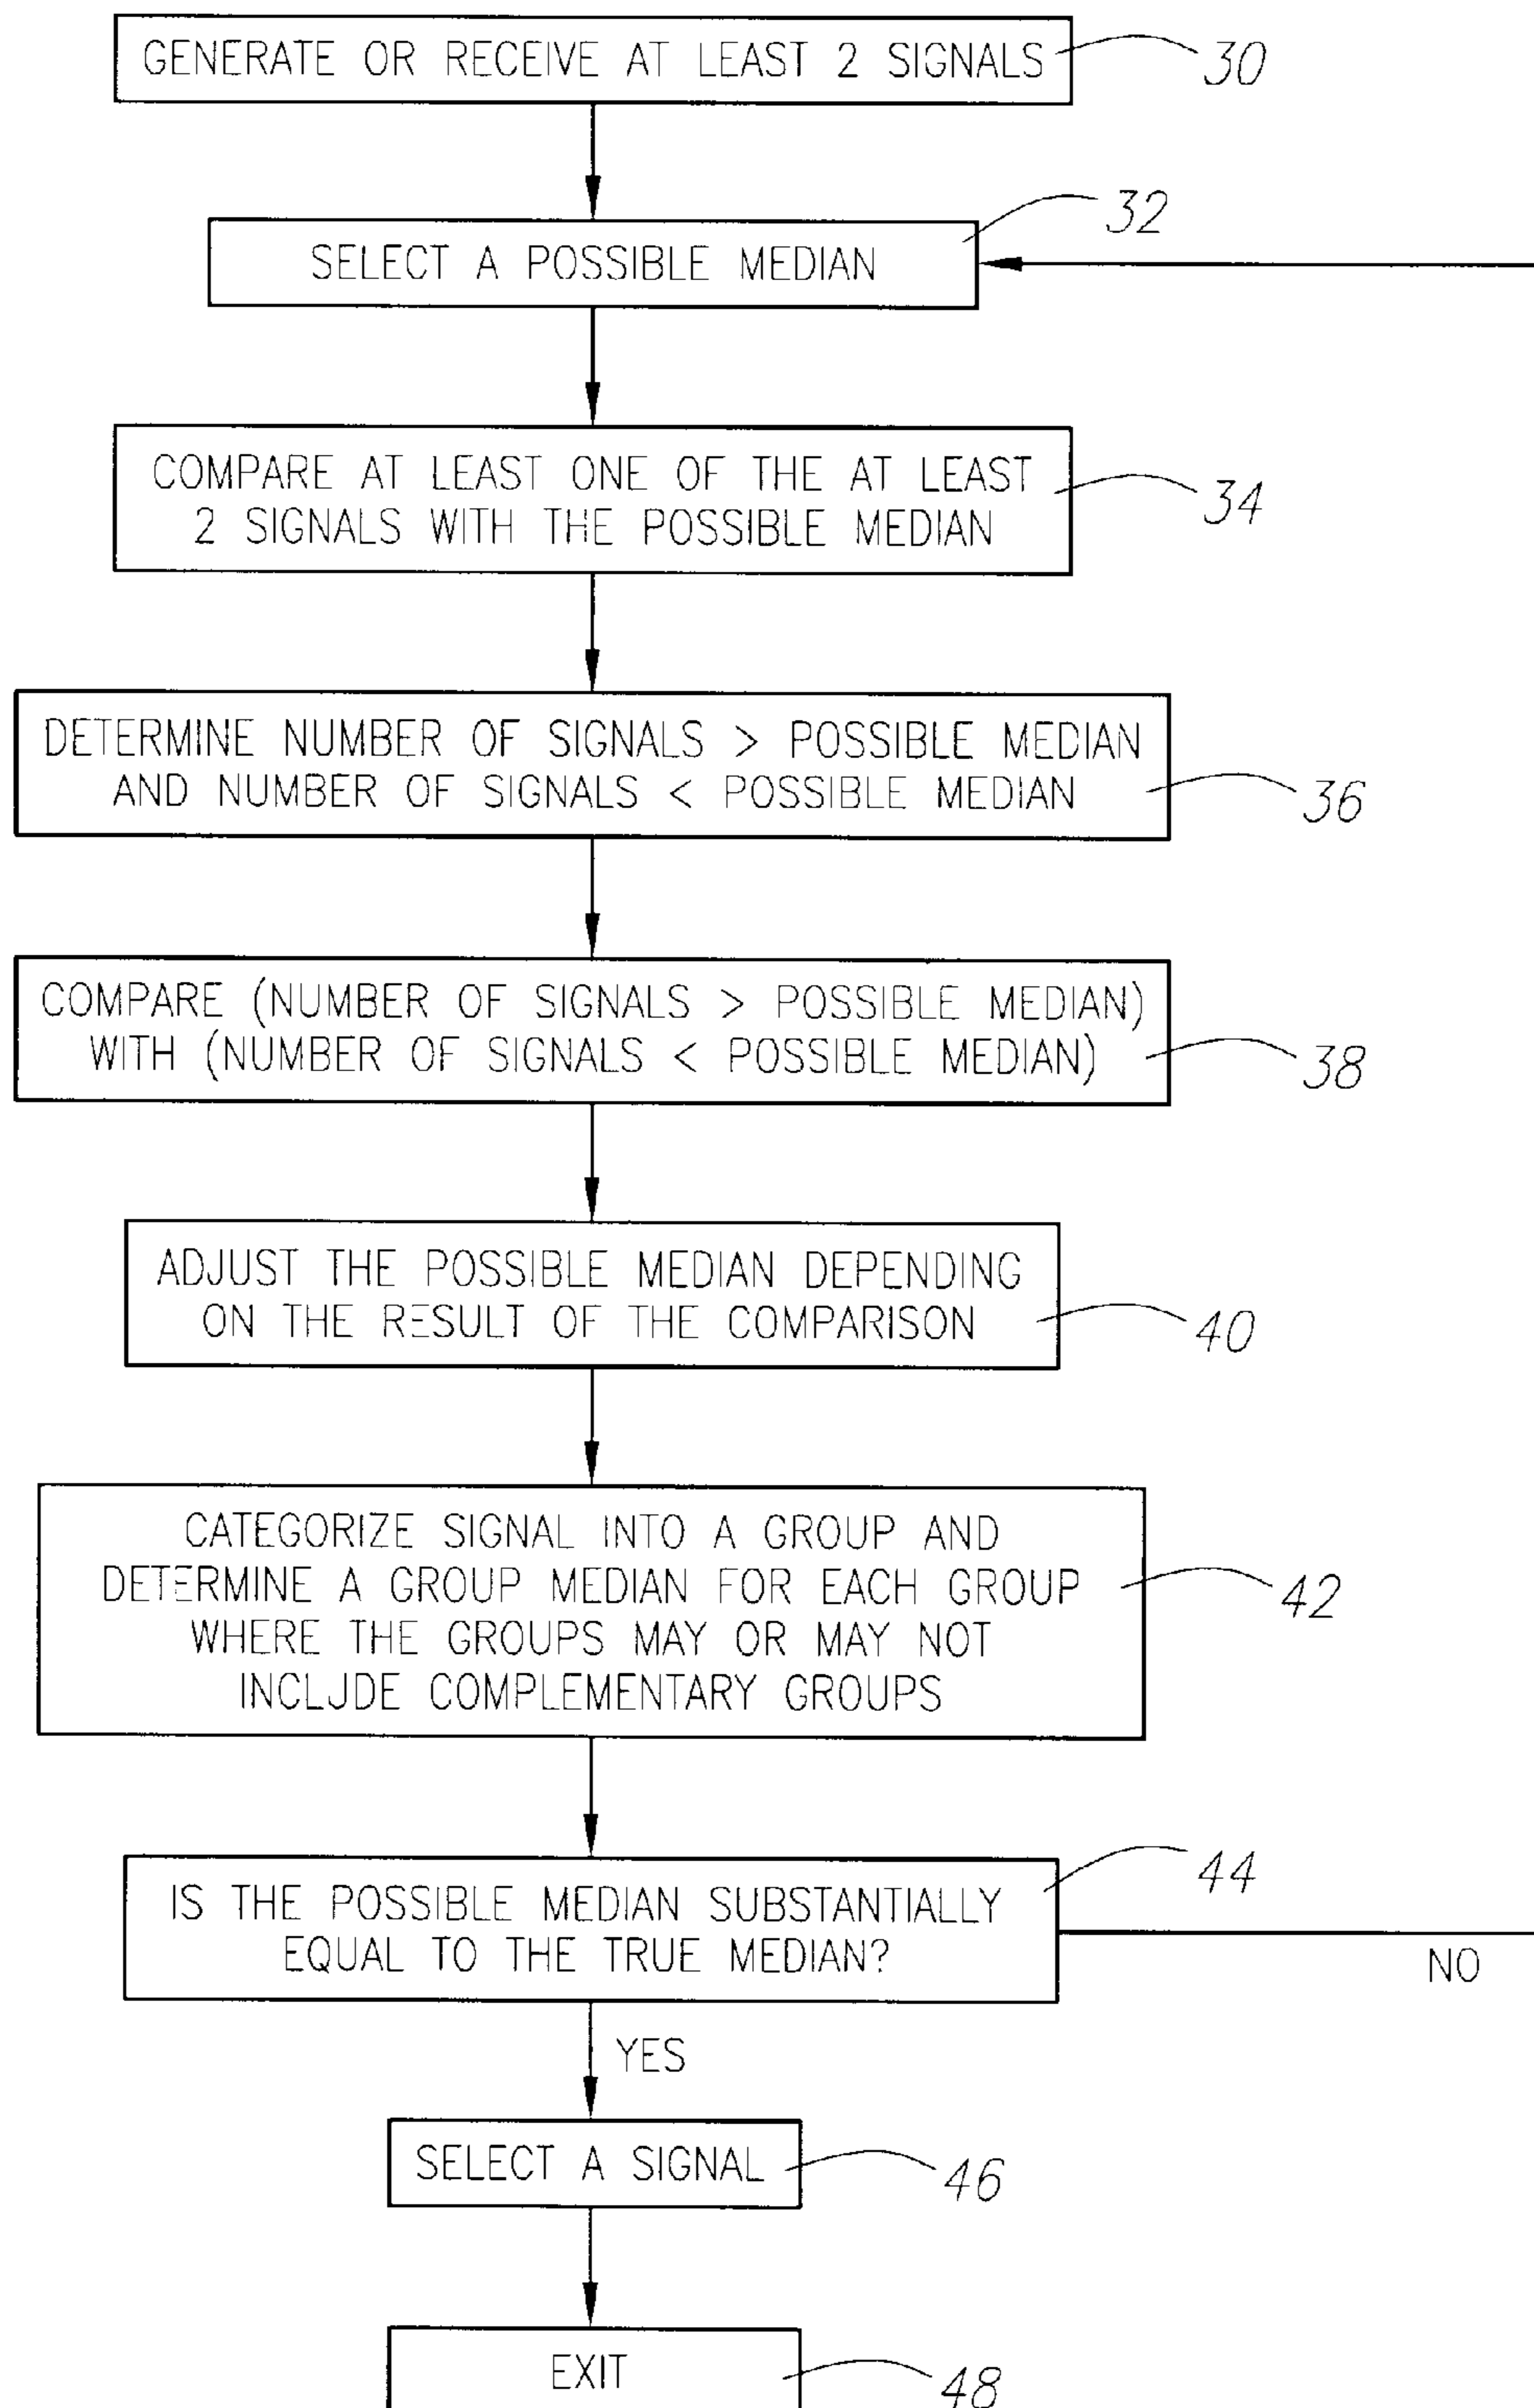 GENERATE OR RECEIVE AT LEAST 2 SIGNALS
30
SELECT A POSSIBLE MEDIAN
32
COMPARE AT LEAST ONE OF THE AT LEAST
2 SIGNALS WITH THE POSSIBLE MEDIAN
34
DETERMINE NUMBER OF SIGNALS > POSSIBLE MEDIAN
AND NUMBER OF SIGNALS < POSSIBLE MEDIAN
36
COMPARE (NUMBER OF SIGNALS > POSSIBLE MEDIAN)
WITH (NUMBER OF SIGNALS < POSSIBLE MEDIAN)
38
ADJUST THE POSSIBLE MEDIAN DEPENDING
ON THE RESULT OF THE COMPARISON
40
CATEGORIZE SIGNAL INTO A GROUP AND
DETERMINE A GROUP MEDIAN FOR EACH GROUP
WHERE THE GROUPS MAY OR MAY NOT
INCLUDE COMPLEMENTARY GROUPS
42
IS THE POSSIBLE MEDIAN SUBSTANTIALLY
EQUAL TO THE TRUE MEDIAN?
44
NO
YES
SELECT A SIGNAL
46
EXIT
48